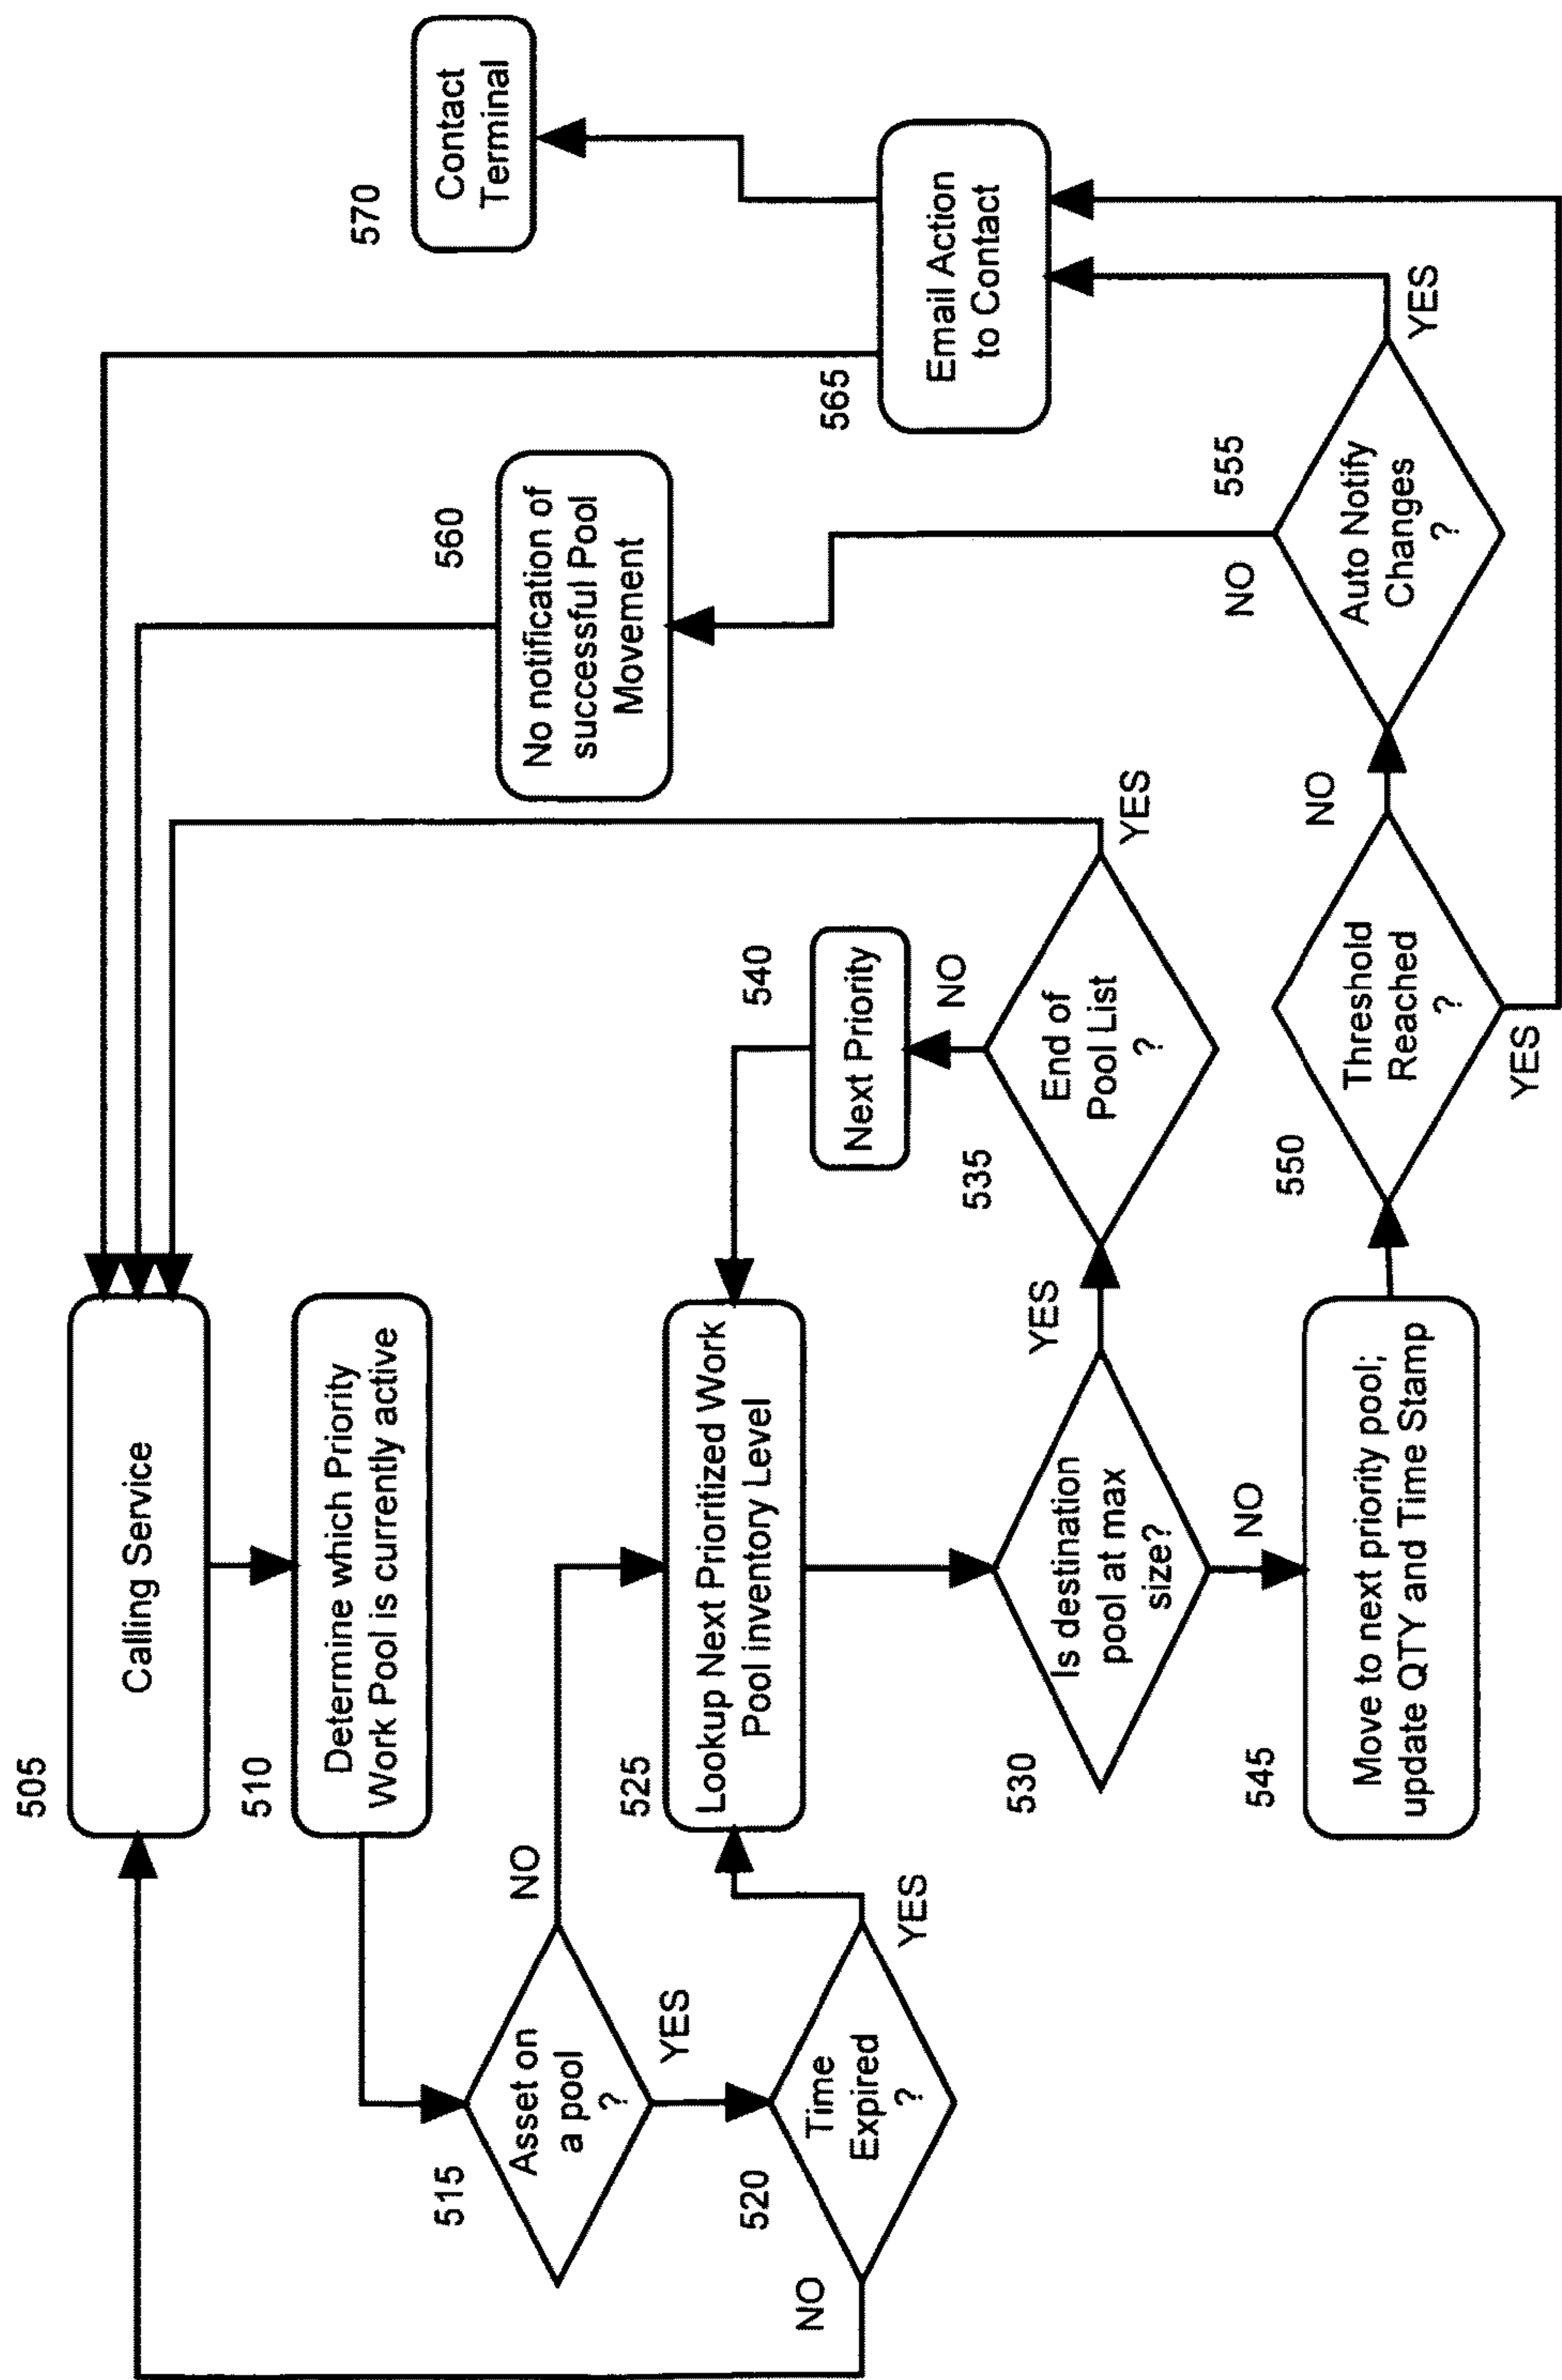 505
Calling Service
510
Determine which Priority
Work Pool is currently active
515
Asset on
a pool
?
NO
YES
520
Time
Expired
?
NO
YES
525
Lookup Next Prioritized Work
Pool inventory Level
530
Is destination
pool at max
size?
YES
NO
535
End of
Pool List
?
NO
YES
540
Next Priority
545
Move to next priority pool;
update QTY and Time Stamp
550
Threshold
Reached
?
NO
YES
555
Auto Notify
Changes
?
NO
YES
560
No notification of
successful Pool
Movement
565
Email Action
to Contact
570
Contact
Terminal